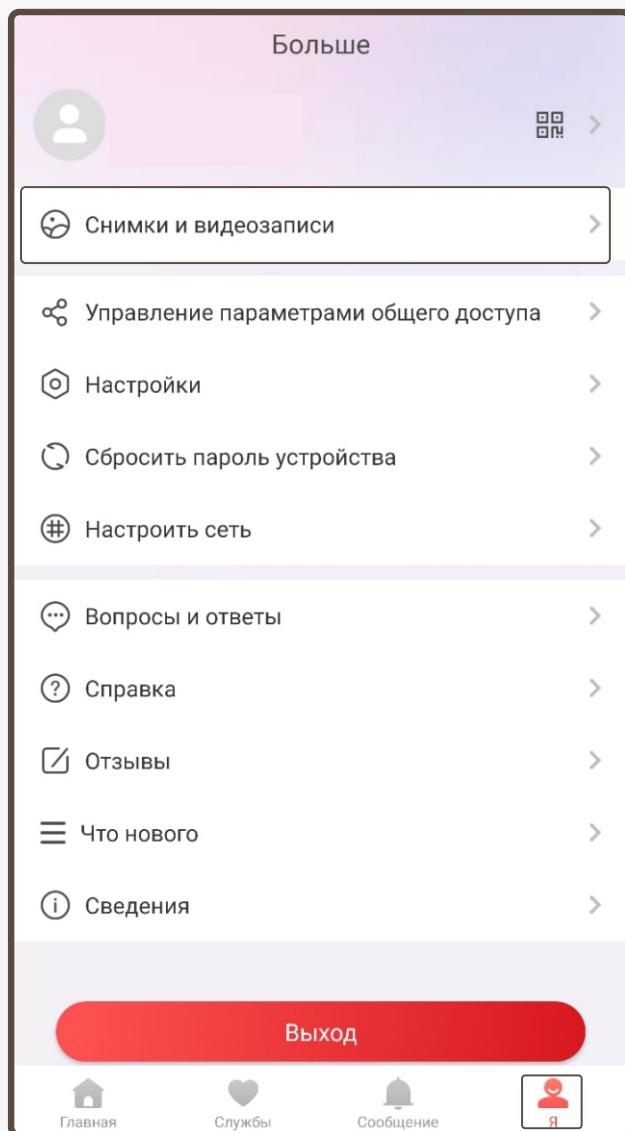 Больше
Снимки и видеозаписи
Управление параметрами общего доступа
Настройки
Сбросить пароль устройства
Настроить сеть
Вопросы и ответы
Справка
Отзывы
Что нового
Сведения
Выход
Главная
Службы
Сообщение
Я